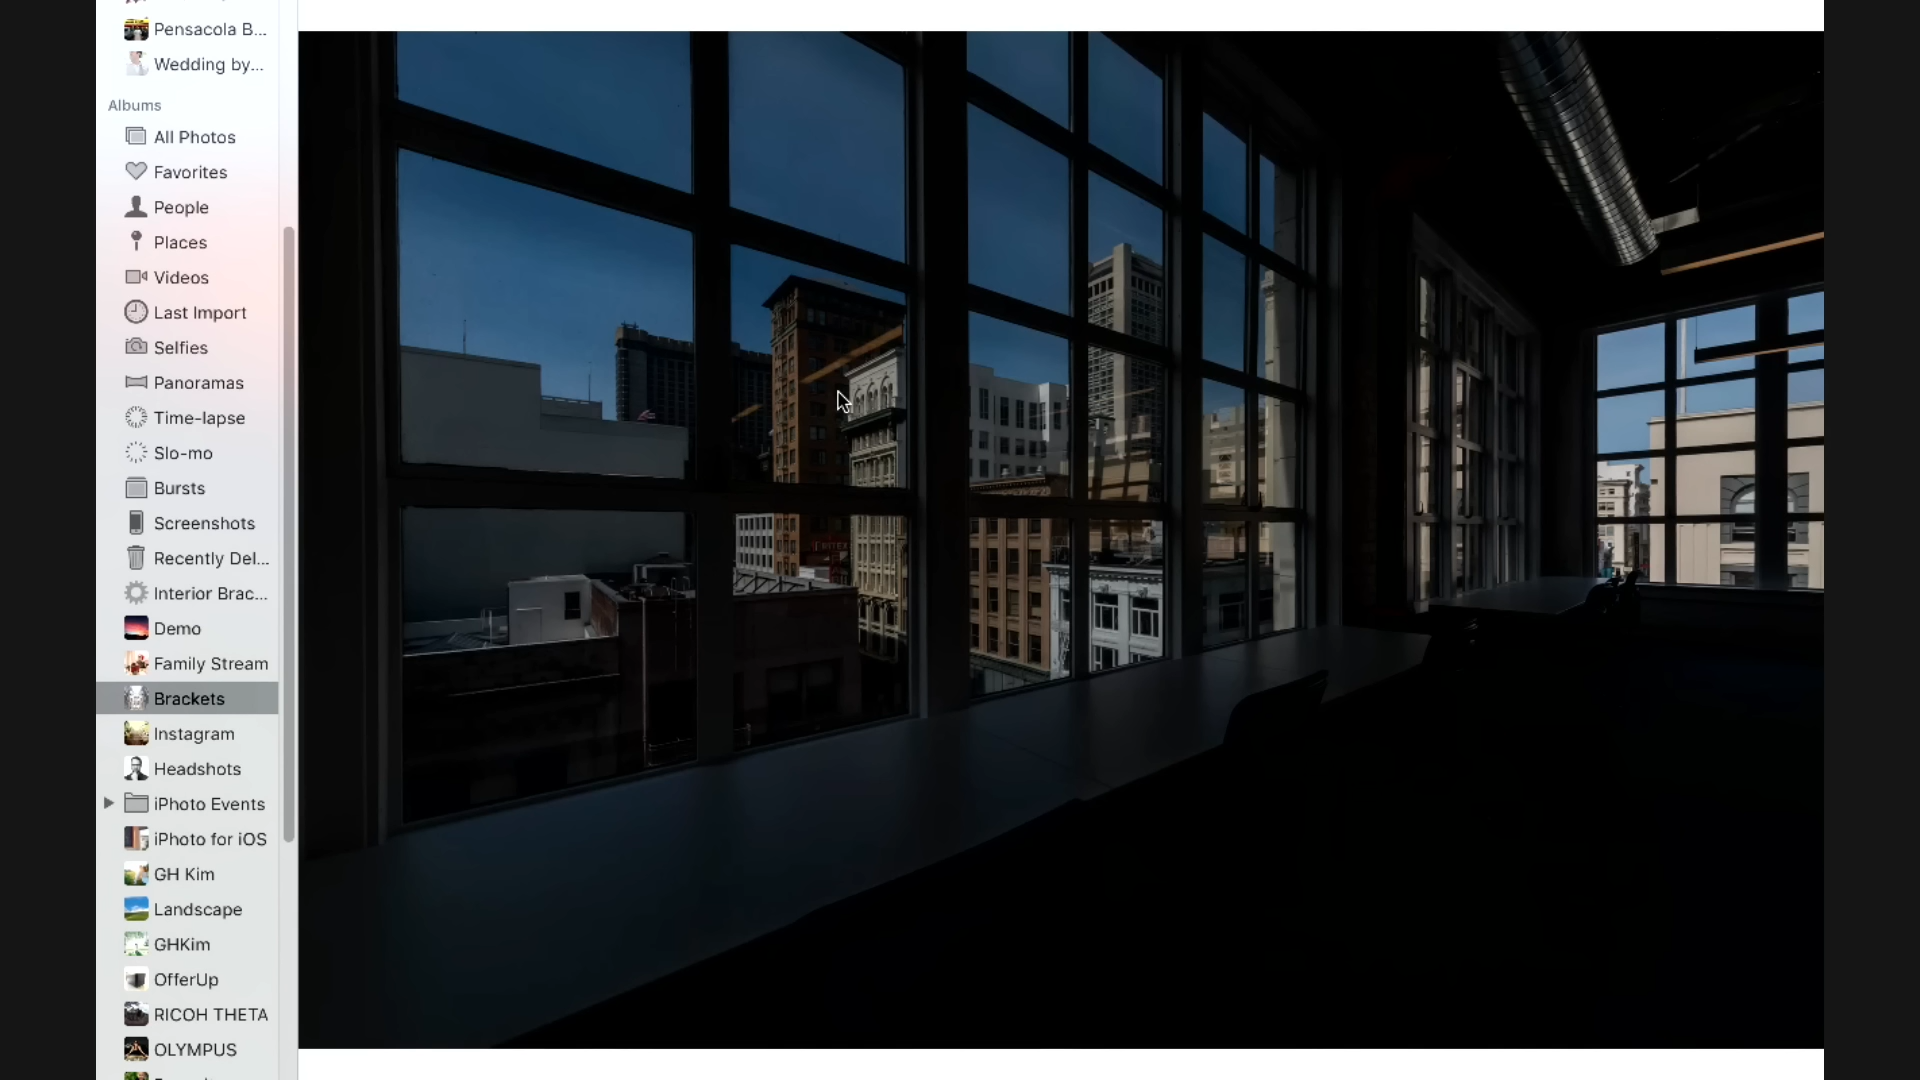 Pensacola B...
Wedding by...
Albums
All Photos
Favorites
People
Places
Videos
Last Import
Selfies
Panoramas
Time-lapse
Slo-mo
Bursts
Screenshots
Recently Del...
Interior Brac...
Demo
Family Stream
Brackets
Instagram
Headshots
iPhoto Events
iPhoto for iOS
GH Kim
Landscape
GHKim
OfferUp
RICOH THETA
OLYMPUS